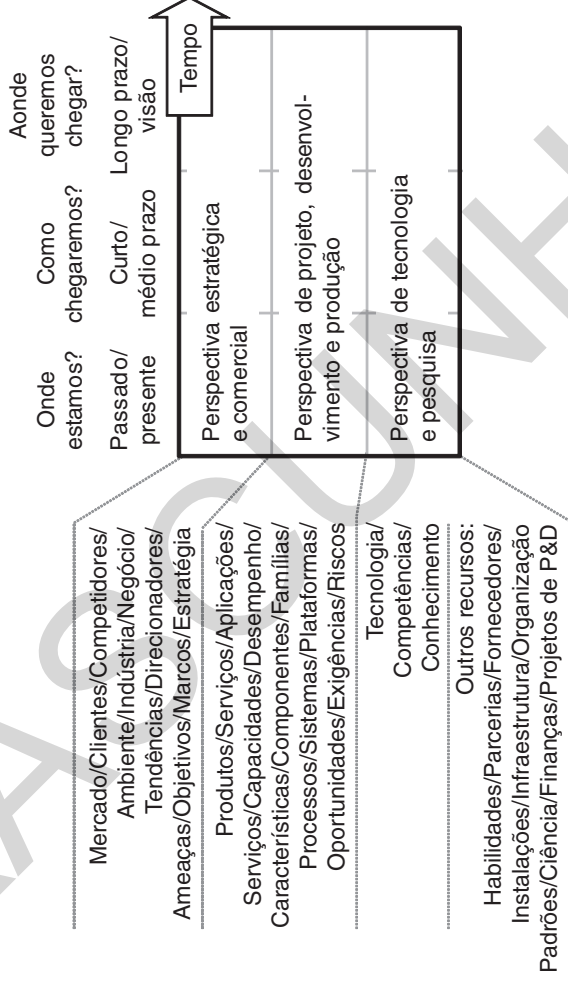 Onde
estamos?
Como
chegaremos?
Aonde
queremos
chegar?
Passado/
presente
Curto/
médio prazo
Longo prazo/
visão
Tempo
Mercado/Clientes/Competidores/
Ambiente/Indústria/Negócio/
Tendências/Direcionadores/
Ameaças/Objetivos/Marcos/Estratégia
Perspectiva estratégica
e comercial
Produtos/Serviços/Aplicações/
Serviços/Capacidades/Desempenho/
Características/Componentes/Famílias/
Processos/Sistemas/Plataformas/
Oportunidades/Exigências/Riscos
Perspectiva de projeto, desenvol-
vimento e produção
Tecnologia/
Competências/
Conhecimento
Perspectiva de tecnologia
e pesquisa
Outros recursos:
Habilidades/Parcerias/Fornecedores/
Instalações/Infraestrutura/Organização
Padrões/Ciência/Finanças/Projetos de P&D
ASCUNH